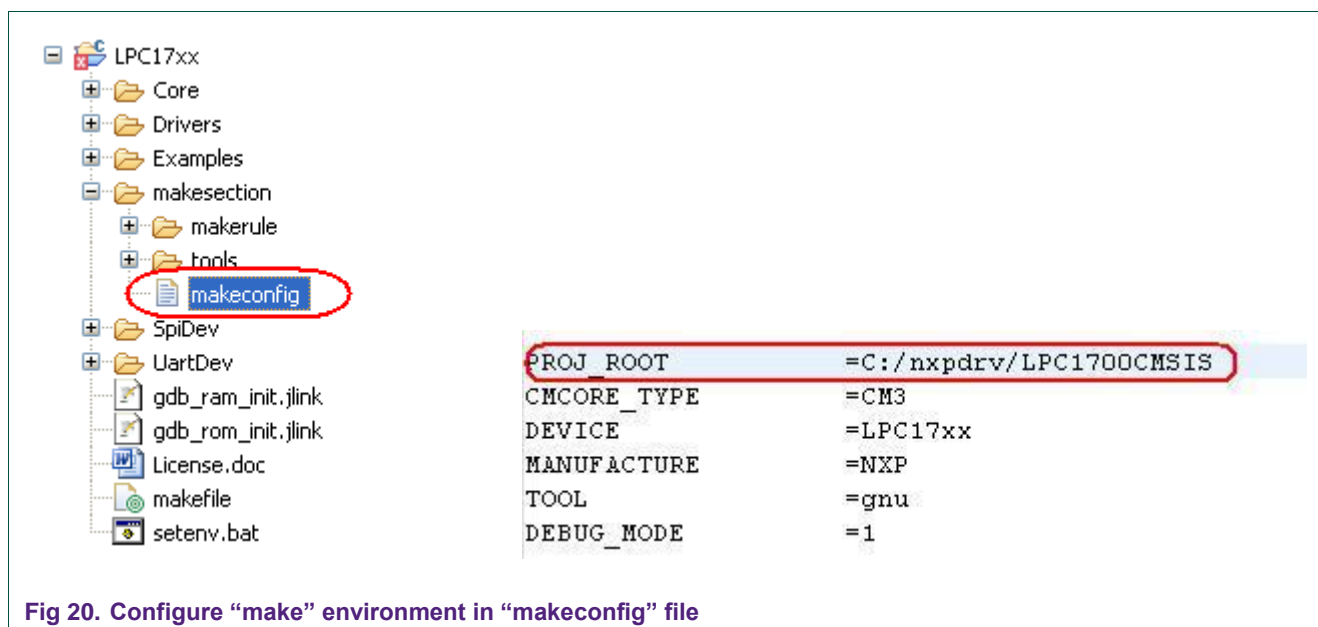 LPC17xx
Core
Drivers
Examples
makesection
makerule
tools
makeconfig
SpiDev
UartDev
gdb_ram_init.jlink
gdb_rom_init.jlink
License.doc
makefile
setenv.bat
PROJ_ROOT =C:/nxpdrv/LPC1700CMSIS
CMCORE_TYPE =CM3
DEVICE =LPC17xx
MANUFACTURE =NXP
TOOL =gnu
DEBUG_MODE =1
Fig 20. Configure “make” environment in “makeconfig” file